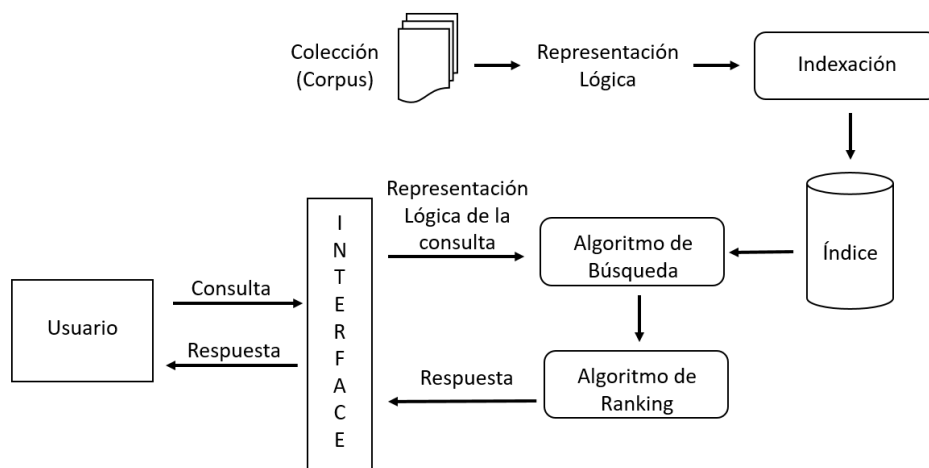 Colección
(Corpus)
Representación
Lógica
Indexación
Índice
Representación
Lógica de la
consulta
Algoritmo de
Búsqueda
Algoritmo de
Ranking
Respuesta
I
N
T
E
R
F
A
C
E
Consulta
Respuesta
Usuario